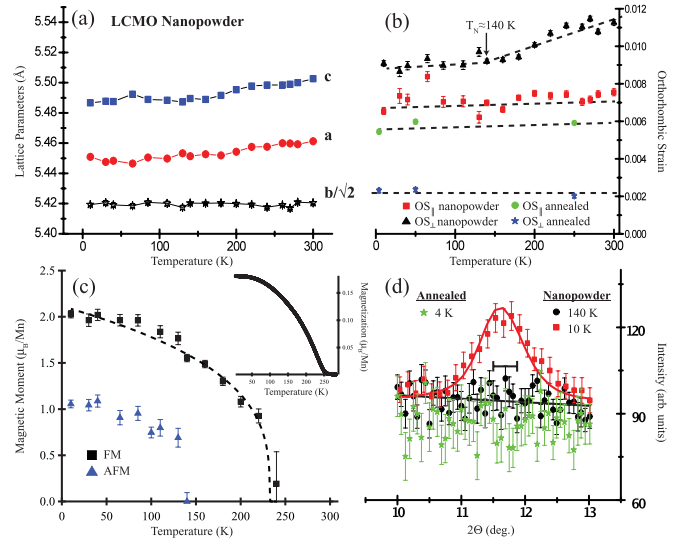 (a) LCMO Nanopowder
5.54
5.52
5.50
5.48
5.46
5.44
5.42
5.40
Lattice Parameters (Å)
c
a
b/√2
0 50 100 150 200 250 300
Temperature (K)
(b)
T_N≈140 K
0.012
0.010
0.008
0.006
0.004
0.002
0.000
Orthorhombic Strain
OS∥ nanopowder OS∥ annealed
OS⊥ nanopowder OS⊥ annealed
0 100 200 300
Temperature (K)
(c)
2.5
2.0
1.5
1.0
0.5
0.0
Magnetic Moment (μB/Mn)
FM
AFM
0 50 100 150 200 250 300
Temperature (K)
0.15
0.10
0.05
Magnetization (μB/Mn)
50 100 150 200 250 300
Temperature (K)
(d)
Annealed Nanopowder
4 K 140 K
10 K
120
90
60
Intensity (arb. units)
10 11 12 13
2Θ (deg.)